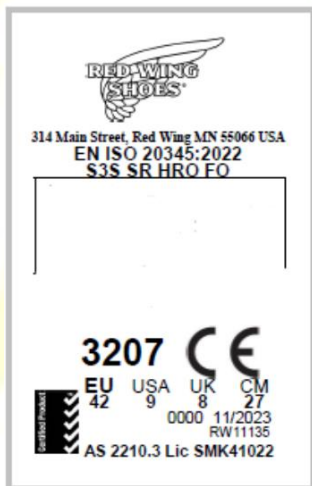 RED WING
SHOES®
314 Main Street, Red Wing MN 55066 USA
EN ISO 20345:2022
S3S SR HRO FO
3207 CE
EU USA UK CM
42 9 8 27
0000 11/2023
RW11135
Certified Product
AS 2210.3 Lic SMK41022